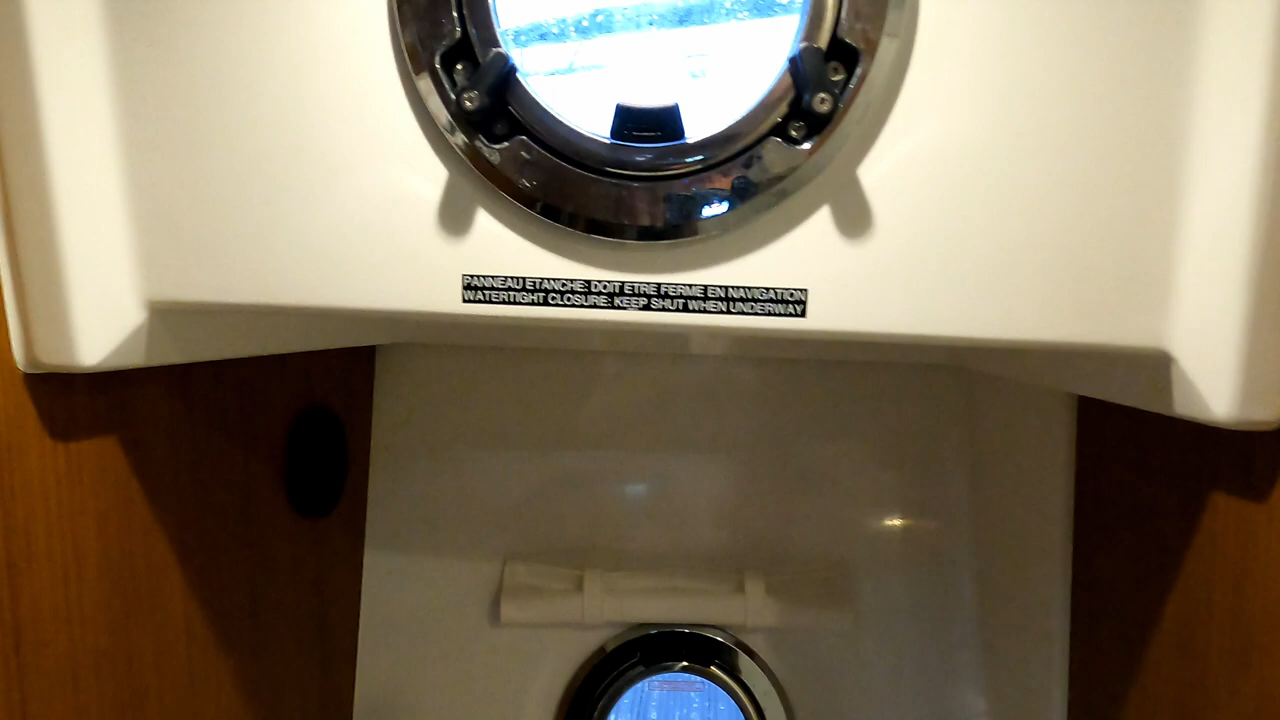 PANNEAU ETANCHE: DOIT ETRE FERME EN NAVIGATION
WATERTIGHT CLOSURE: KEEP SHUT WHEN UNDERWAY